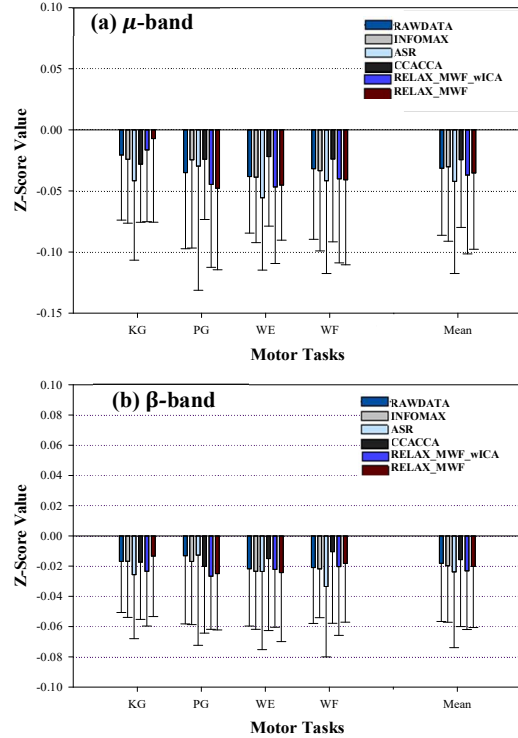 (a) μ-band
RAWDATA
INFOMAX
ASR
CCACCA
RELAX_MWF_wICA
RELAX_MWF
Z-Score Value
0.10
0.05
0.00
-0.05
-0.10
-0.15
KG PG WE WF Mean
Motor Tasks
(b) β-band
RAWDATA
INFOMAX
ASR
CCACCA
RELAX_MWF_wICA
RELAX_MWF
Z-Score Value
0.10
0.08
0.06
0.04
0.02
0.00
-0.02
-0.04
-0.06
-0.08
-0.10
KG PG WE WF Mean
Motor Tasks